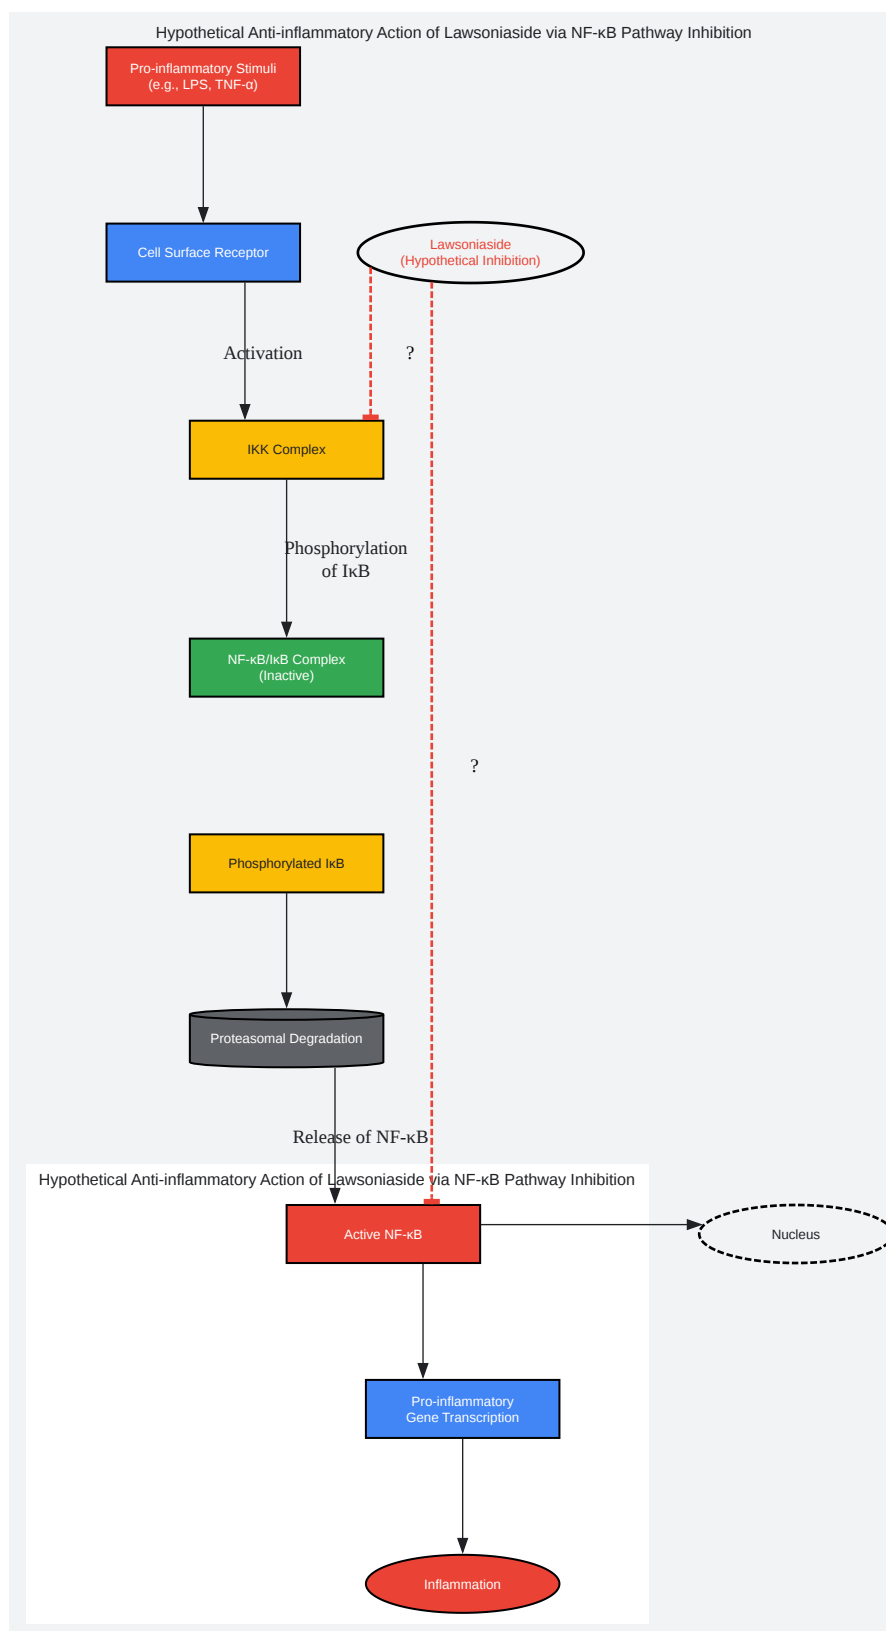 Hypothetical Anti-inflammatory Action of Lawsoniaside via NF-κB Pathway Inhibition
Pro-inflammatory Stimuli
(e.g., LPS, TNF-α)
Cell Surface Receptor
Lawsoniaside
(Hypothetical Inhibition)
Activation
?
IKK Complex
Phosphorylation
of IκB
NF-κB/IκB Complex
(Inactive)
?
Phosphorylated IκB
Proteasomal Degradation
Release of NF-κB
Hypothetical Anti-inflammatory Action of Lawsoniaside via NF-κB Pathway Inhibition
Active NF-κB
Nucleus
Pro-inflammatory
Gene Transcription
Inflammation